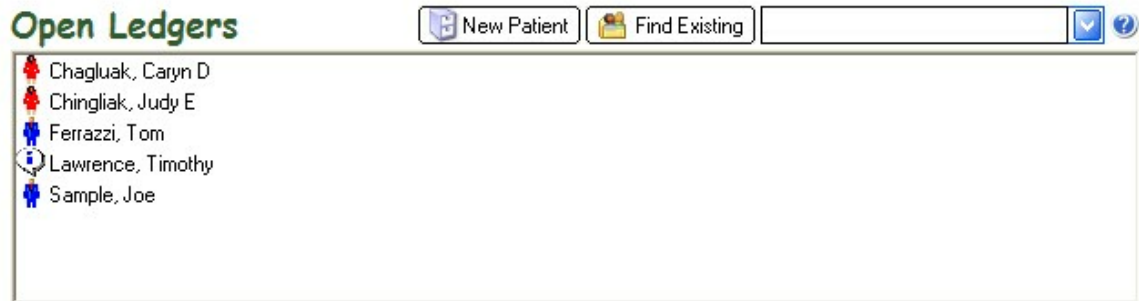 Open Ledgers
New Patient
Find Existing
Chagluak, Caryn D
Chingliak, Judy E
Ferrazzi, Tom
Lawrence, Timothy
Sample, Joe